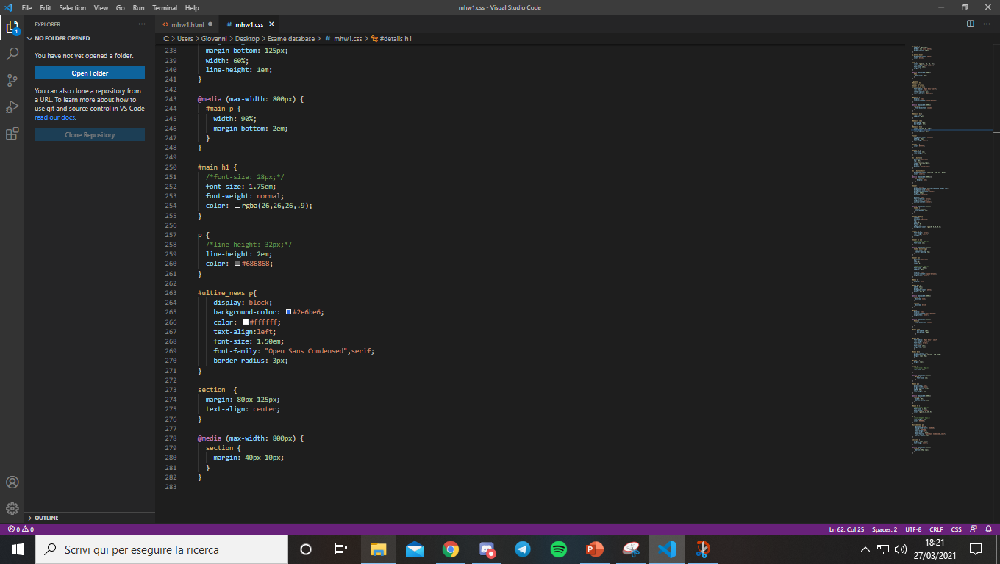 File Edit Selection View Go Run Terminal Help
mhw1.css - Visual Studio Code
EXPLORER
NO FOLDER OPENED
You have not yet opened a folder.
Open Folder
You can also clone a repository from
a URL. To learn more about how to
use git and source control in VS Code
read our docs.
Clone Repository
OUTLINE
mhw1.html
# mhw1.css
C: > Users > Giovanni > Desktop > Esame database > # mhw1.css > #details h1
238 margin-bottom: 125px;
239 width: 60%;
240 line-height: 1em;
241 }
242
243 @media (max-width: 800px) {
244 #main p {
245 width: 90%;
246 margin-bottom: 2em;
247 }
248 }
249
250 #main h1 {
251 /*font-size: 28px;*/
252 font-size: 1.75em;
253 font-weight: normal;
254 color: rgba(26,26,26,.9);
255 }
256
257 p {
258 /*line-height: 32px;*/
259 line-height: 2em;
260 color: #686868;
261 }
262
263 #ultime_news p{
264 display: block;
265 background-color: #2e6be6;
266 color: #ffffff;
267 text-align:left;
268 font-size: 1.50em;
269 font-family: "Open Sans Condensed",serif;
270 border-radius: 3px;
271 }
272
273 section  {
274 margin: 80px 125px;
275 text-align: center;
276 }
277
278 @media (max-width: 800px) {
279 section {
280 margin: 40px 10px;
281 }
282 }
283
0 0
Ln 62, Col 25 Spaces: 2 UTF-8 CRLF CSS
Scrivi qui per eseguire la ricerca
18:21
27/03/2021